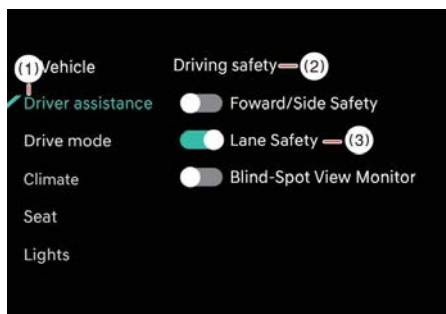 (1) Vehicle
Driving safety (2)
Driver assistance
Foward/Side Safety
Drive mode
Lane Safety (3)
Climate
Blind-Spot View Monitor
Seat
Lights